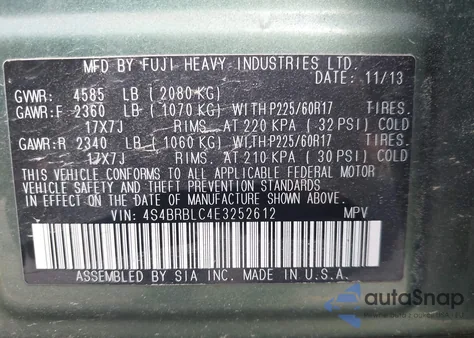 MFD BY FUJI HEAVY INDUSTRIES LTD.
DATE: 11/13
GVWR: 4585 LB (2080 KG)
GAWR:F 2360 LB (1070 KG) WITH P225/60R17 TIRES.
17X7J RIMS. AT 220 KPA (32 PSI) COLD
GAWR:R 2340 LB (1060 KG) WITH P225/60R17 TIRES.
17X7J RIMS. AT 210 KPA (30 PSI) COLD
THIS VEHICLE CONFORMS TO ALL APPLICABLE FEDERAL MOTOR
VEHICLE SAFETY AND THEFT PREVENTION STANDARDS
IN EFFECT ON THE DATE OF MANUFACTURE SHOWN ABOVE.
VIN: 4S4BRBLC4E3252612 MPV
ASSEMBLED BY SIA INC. MADE IN U.S.A.
autoSnap